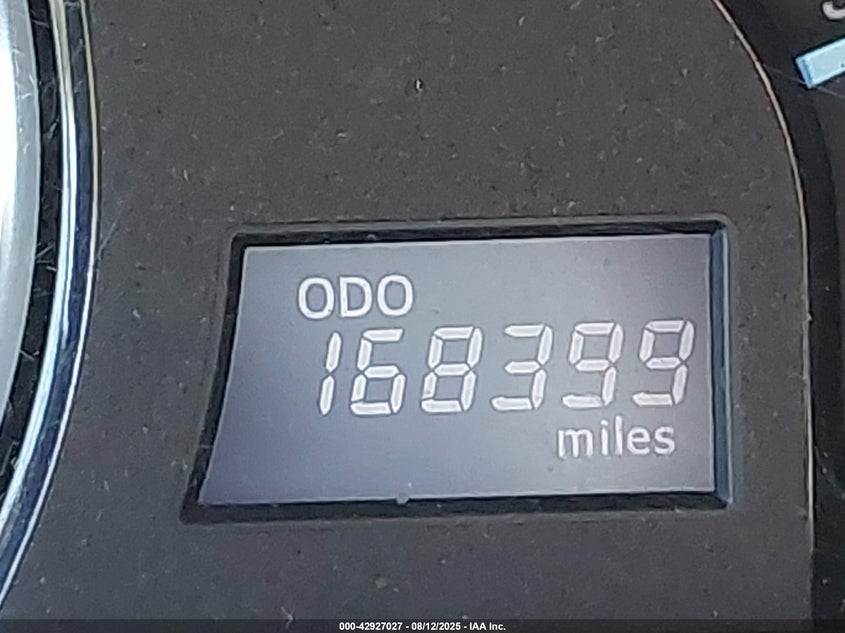 ODO
168399
miles
000-42927027 - 08/12/2025 - IAA Inc.